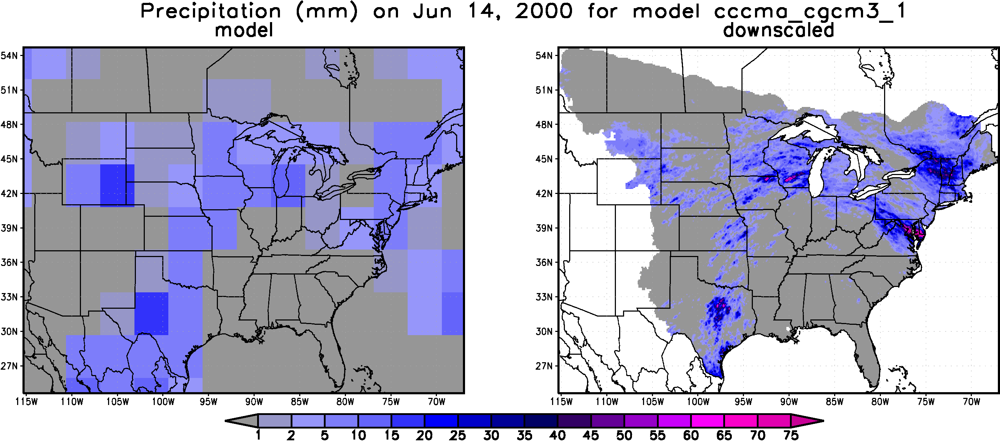 Precipitation (mm) on Jun 14, 2000 for model cccma_cgcm3_1
model downscaled
54N 54N
51N 51N
48N 48N
45N 45N
42N 42N
39N 39N
36N 36N
33N 33N
30N 30N
27N 27N
115W 110W 105W 100W 95W 90W 85W 80W 75W 70W 115W 110W 105W 100W 95W 90W 85W 80W 75W 70W
1 2 5 10 15 20 25 30 35 40 45 50 55 60 65 70 75